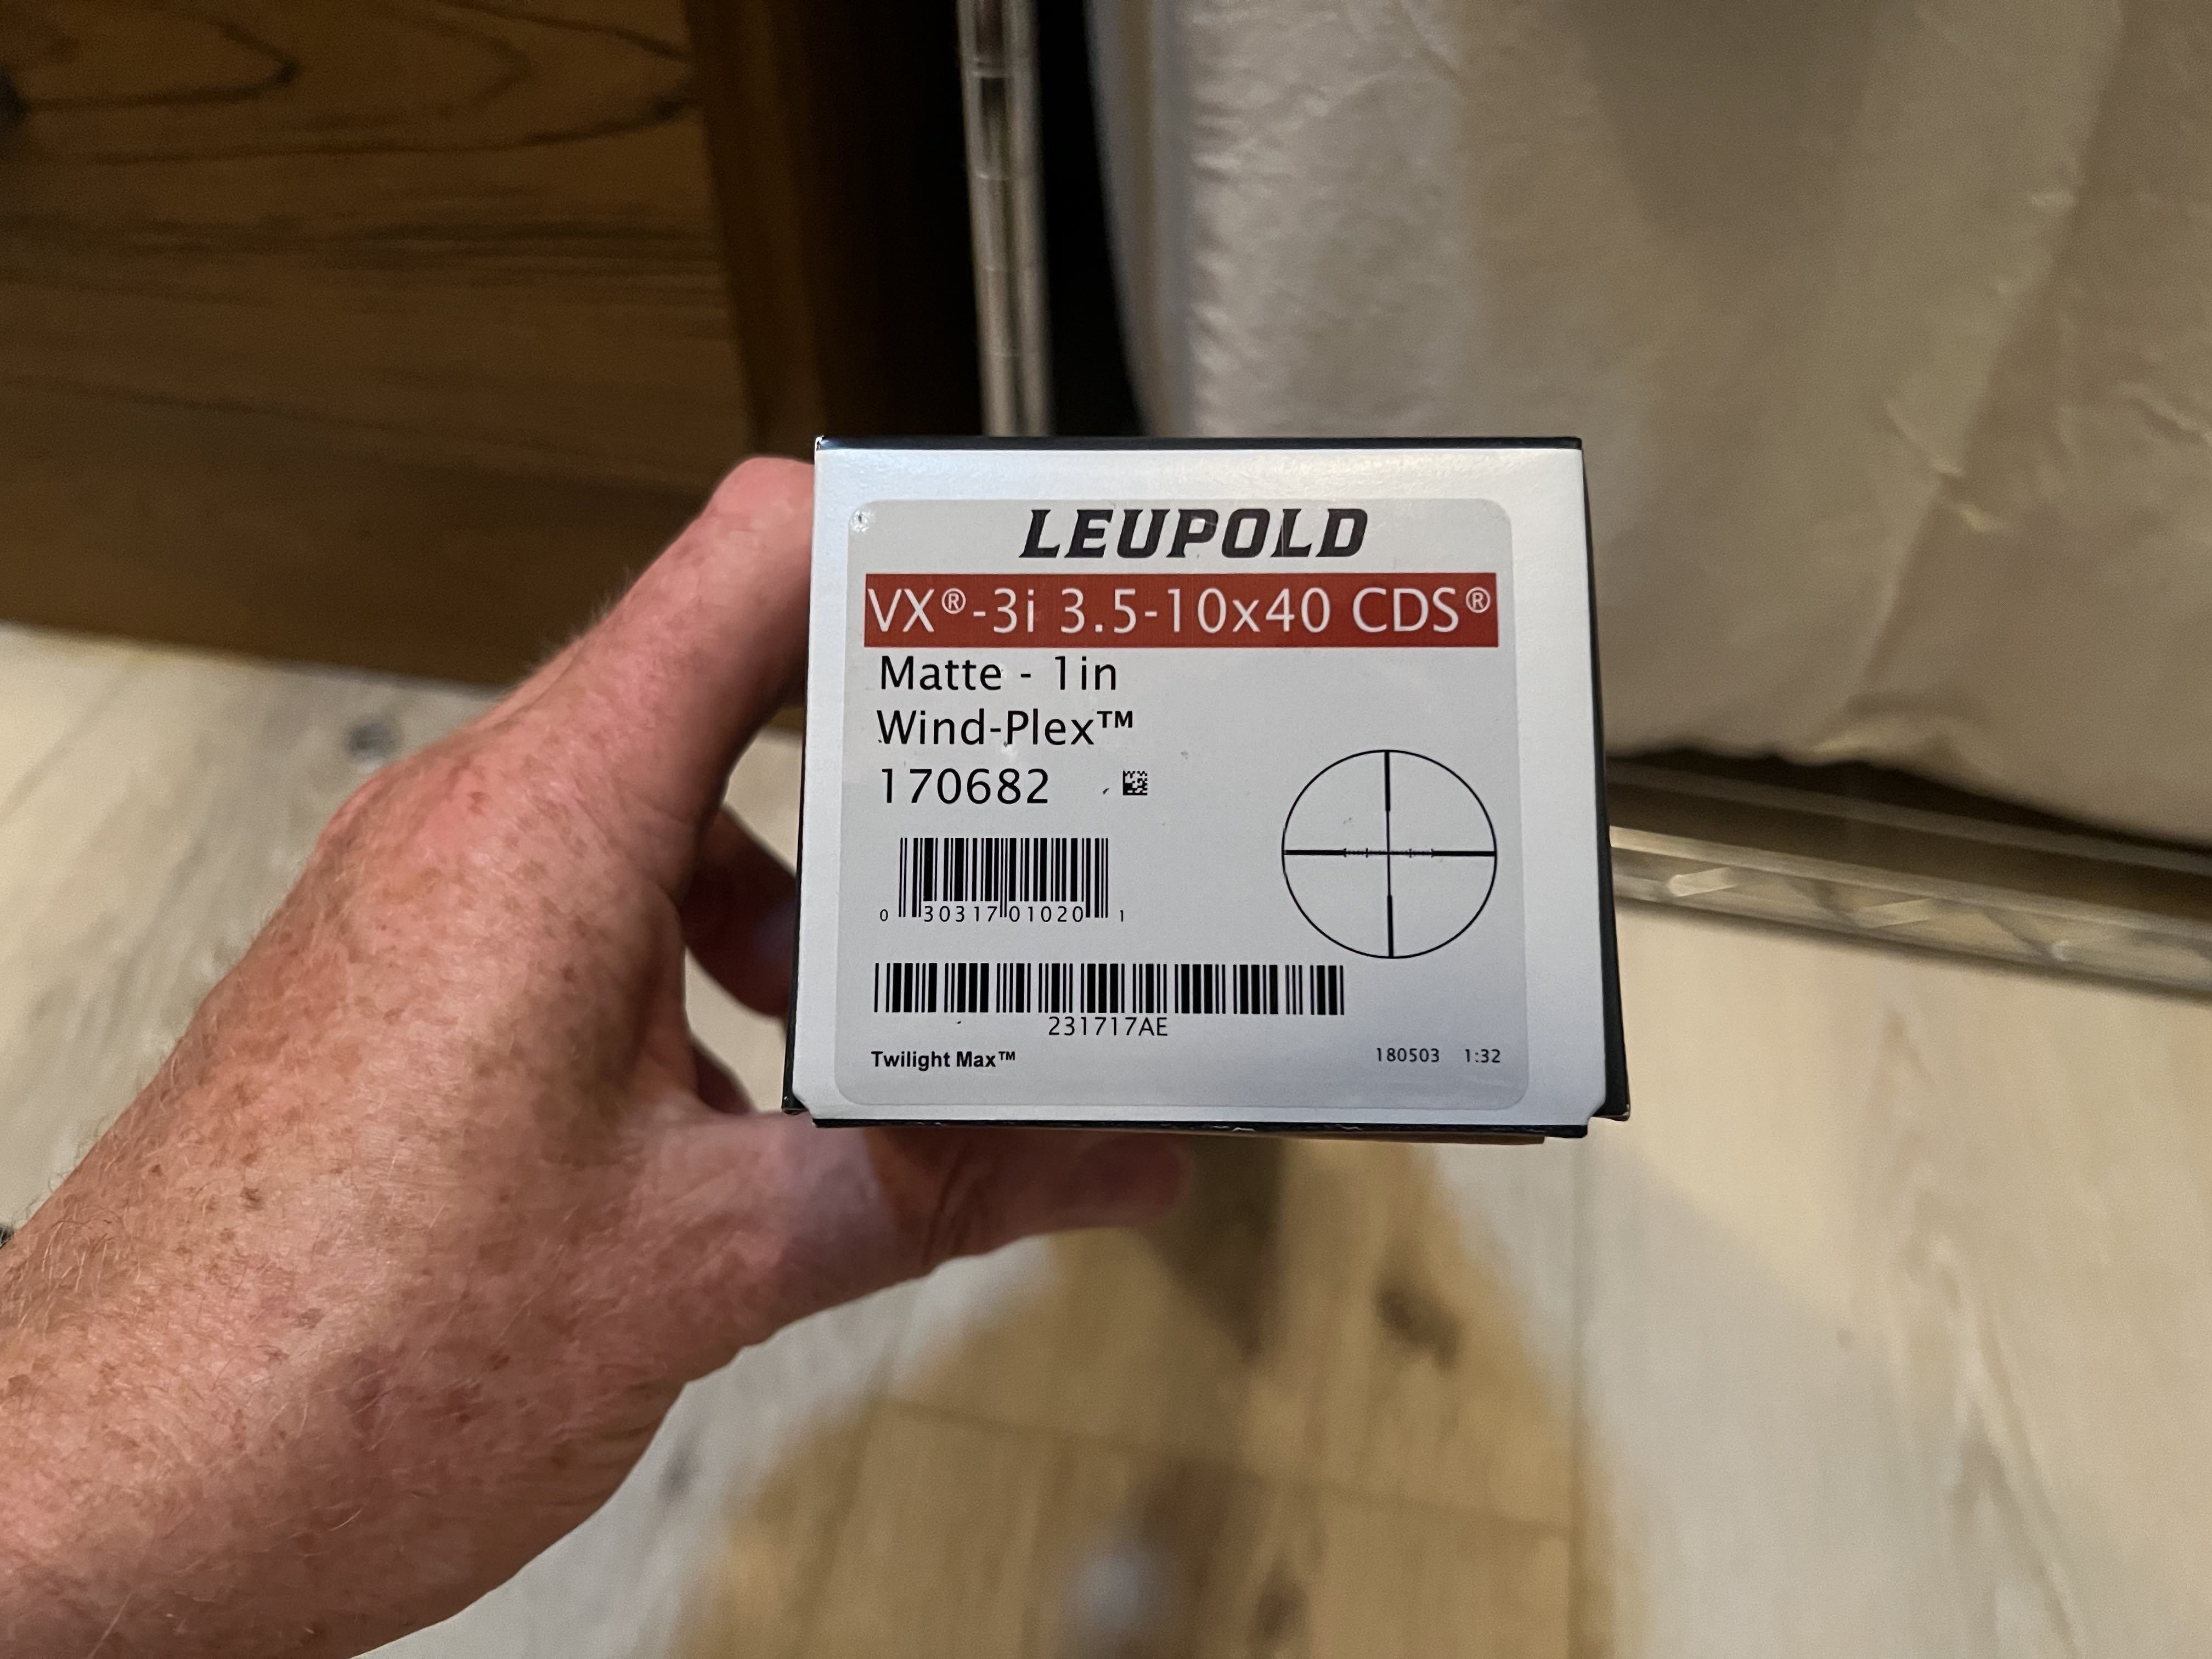 LEUPOLD
VX®-3i 3.5-10x40 CDS®
Matte - 1in
Wind-Plex™
170682
0 30317 01020 1
231717AE
Twilight Max™ 180503 1:32